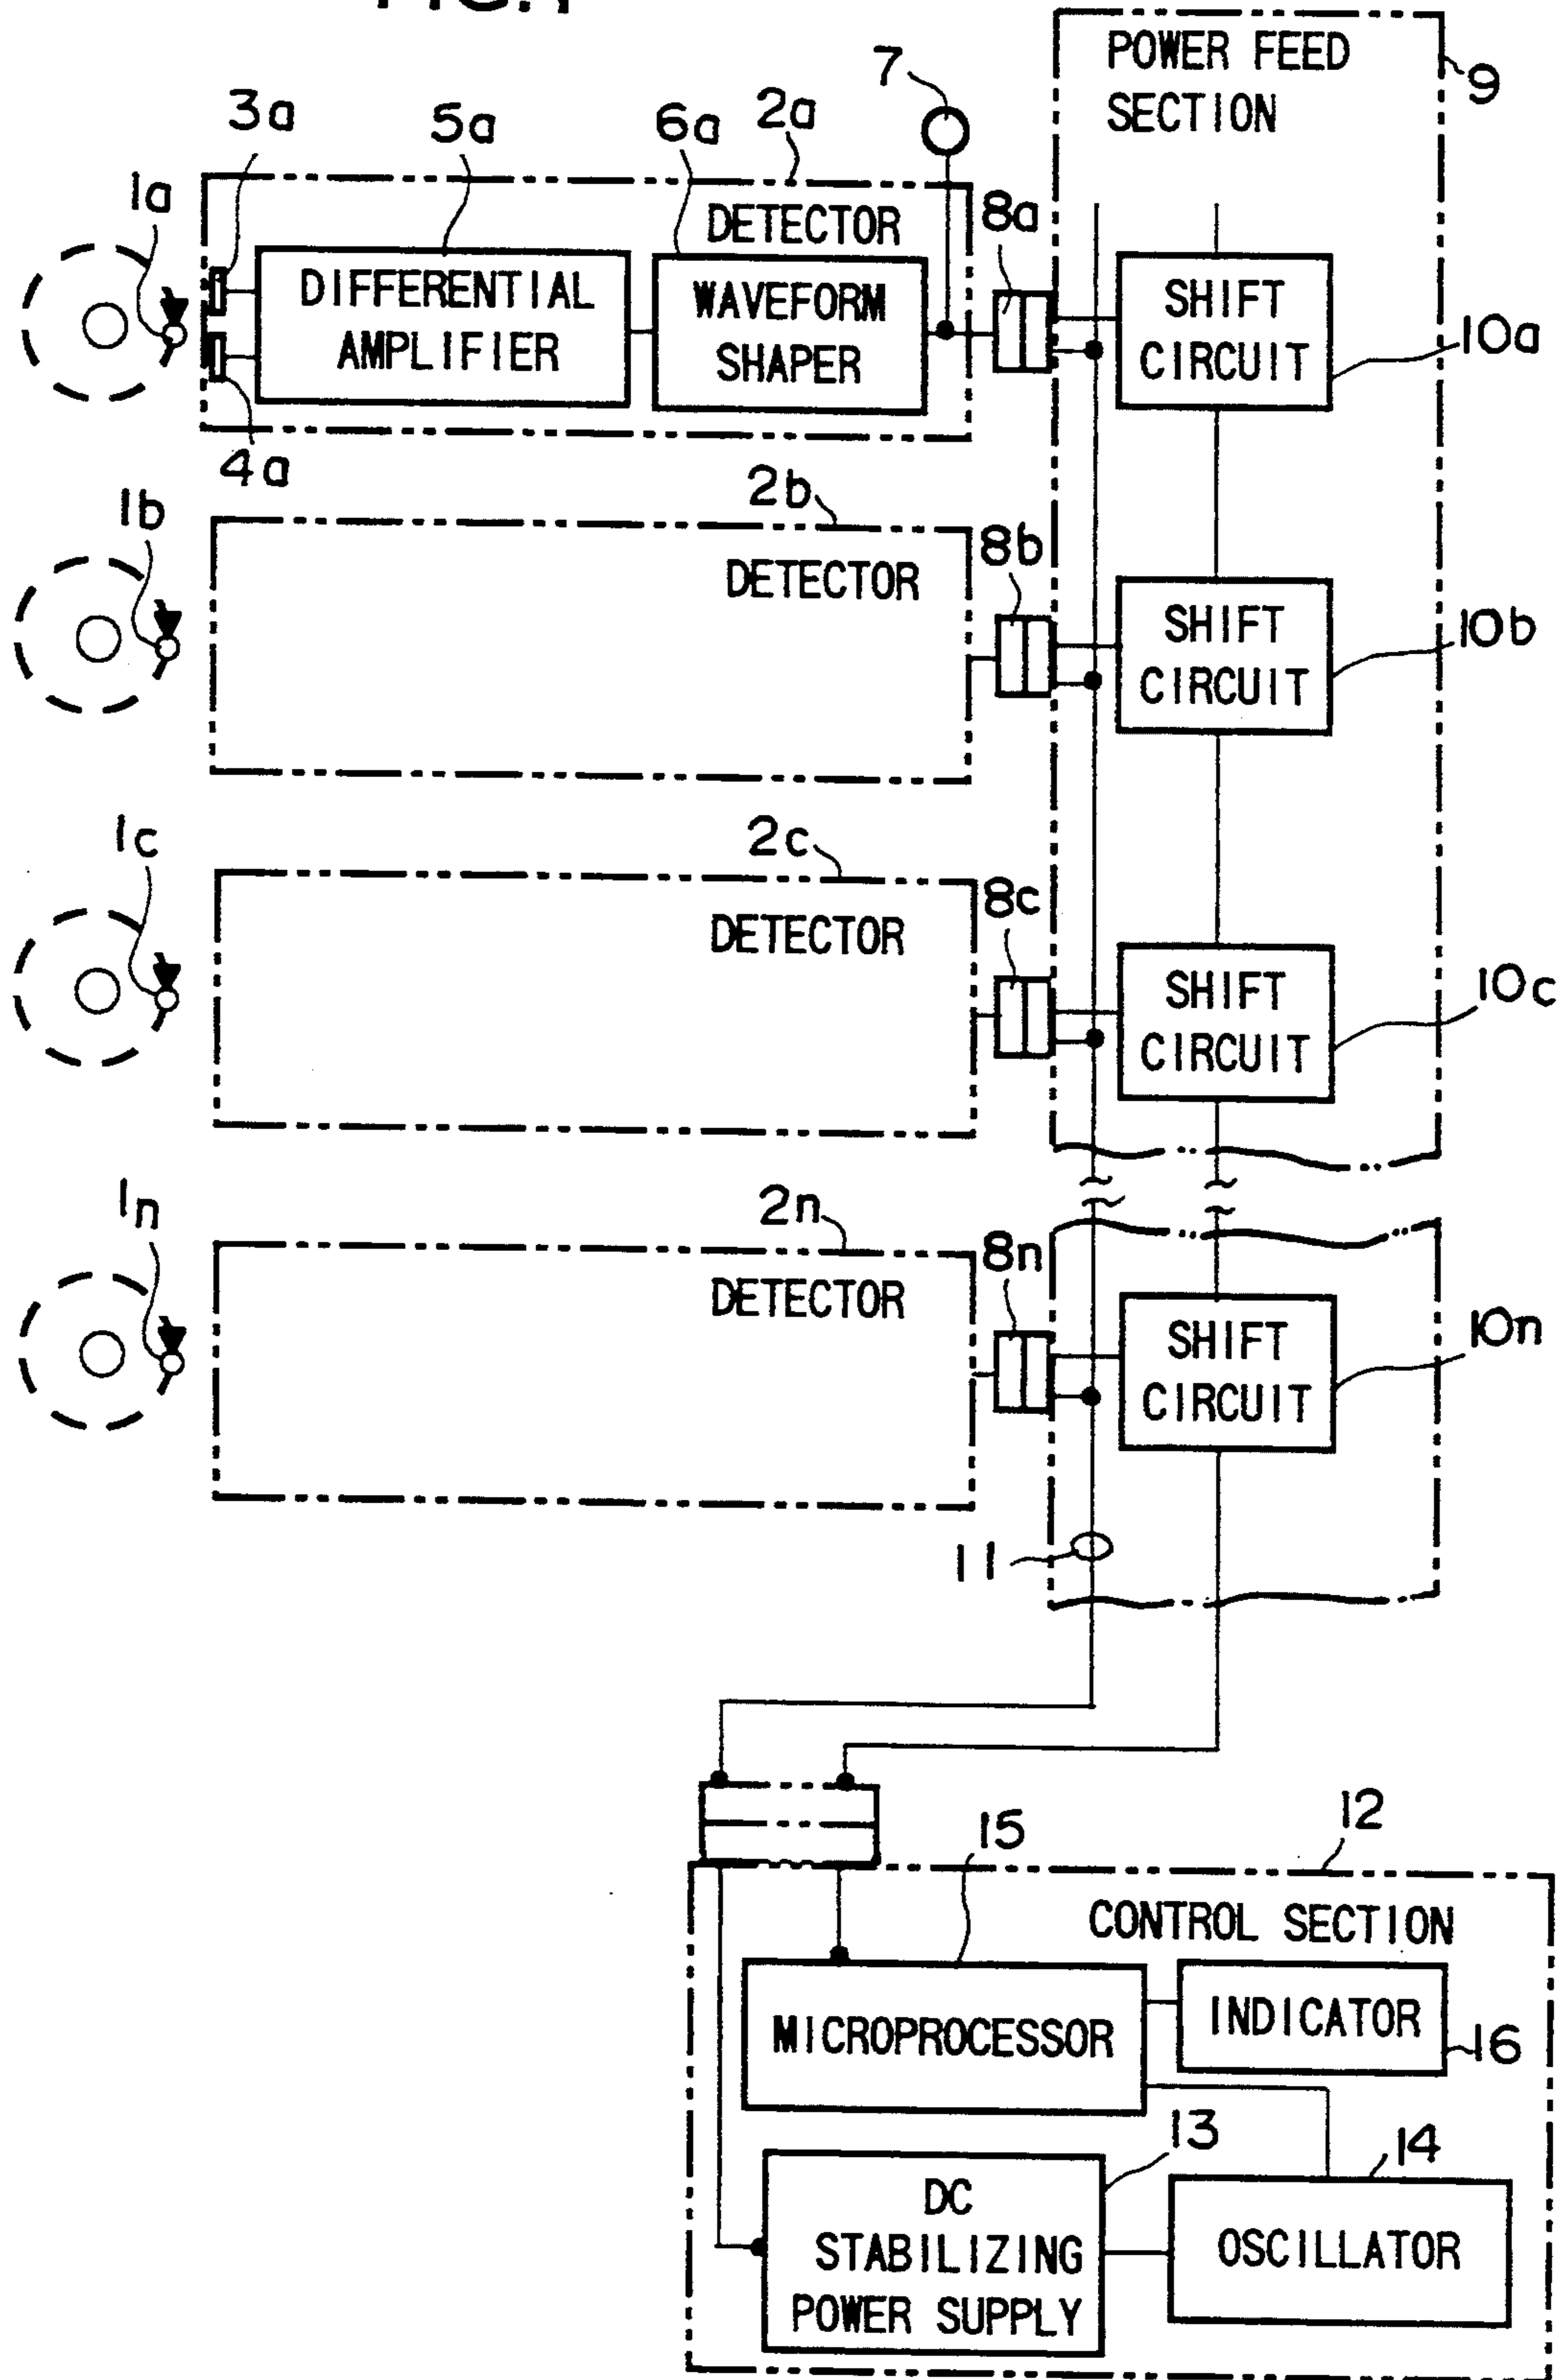 FIG.1
POWER FEED
SECTION
9
7
3a
5a
6a
2a
1a
DETECTOR
8a
DIFFERENTIAL
AMPLIFIER
WAVEFORM
SHAPER
SHIFT
CIRCUIT
10a
4a
1b
2b
8b
DETECTOR
SHIFT
CIRCUIT
10b
1c
2c
8c
DETECTOR
SHIFT
CIRCUIT
10c
1n
2n
8n
DETECTOR
SHIFT
CIRCUIT
10n
11
15
12
CONTROL SECTION
MICROPROCESSOR
INDICATOR
16
13
14
DC
STABILIZING
POWER SUPPLY
OSCILLATOR